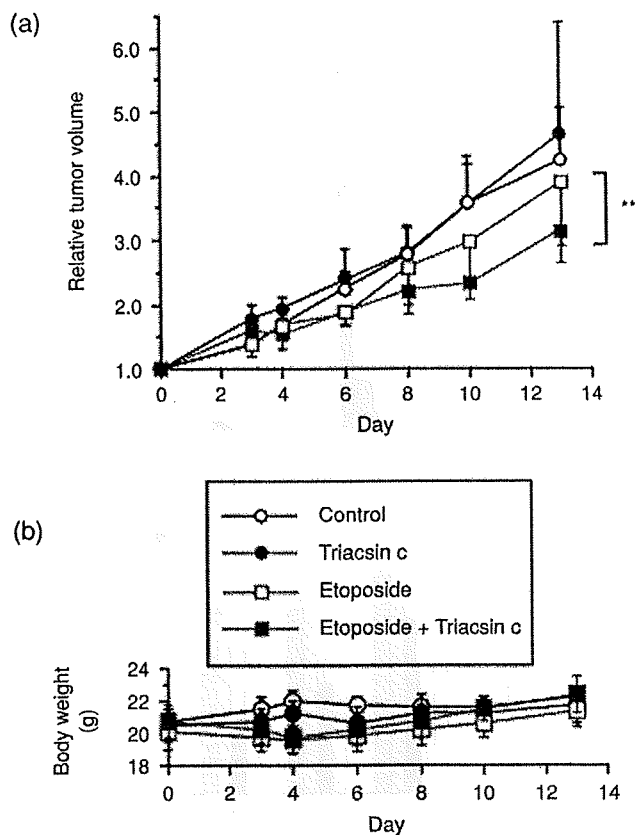 (a)
Relative tumor volume
6.0
5.0
4.0
3.0
2.0
1.0
**
0 2 4 6 8 10 12 14
Day
(b)
Control
Triacsin c
Etoposide
Etoposide + Triacsin c
Body weight
(g)
24
22
20
18
0 2 4 6 8 10 12 14
Day